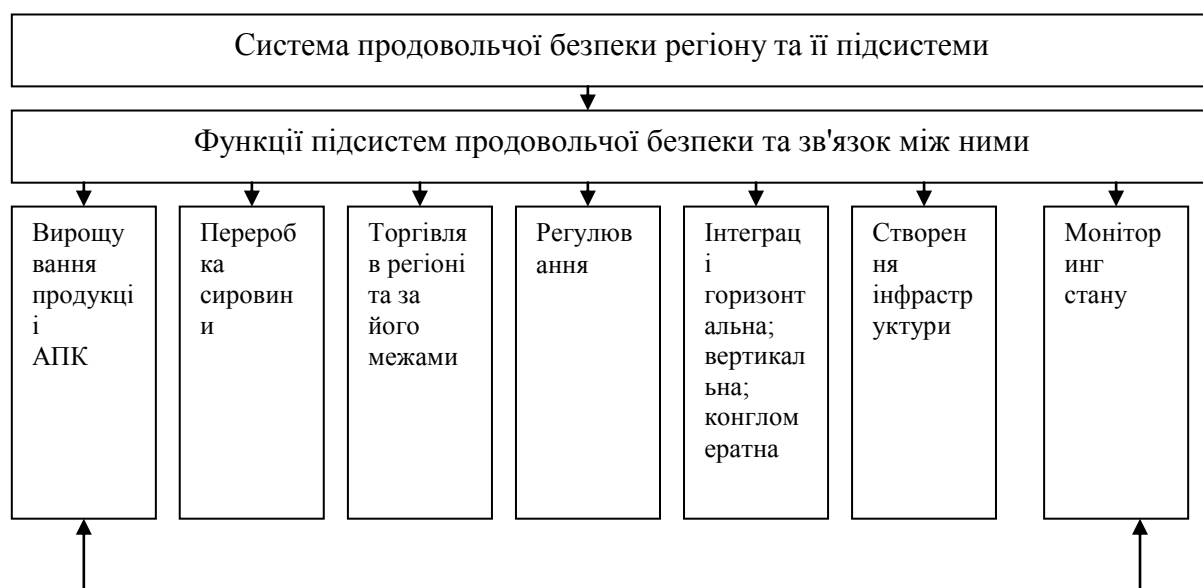 Система продовольчої безпеки регіону та її підсистеми
Функції підсистем продовольчої безпеки та зв'язок між ними
Вирощу
вання
продукці
ї
АПК
Перероб
ка
сировин
и
Торгівля
в регіоні
та за
його
межами
Регулюв
ання
Інтеграц
і
горизонт
альна;
вертикал
ьна;
конглом
ератна
Створен
ня
інфрастр
уктури
Монітор
инг
стану